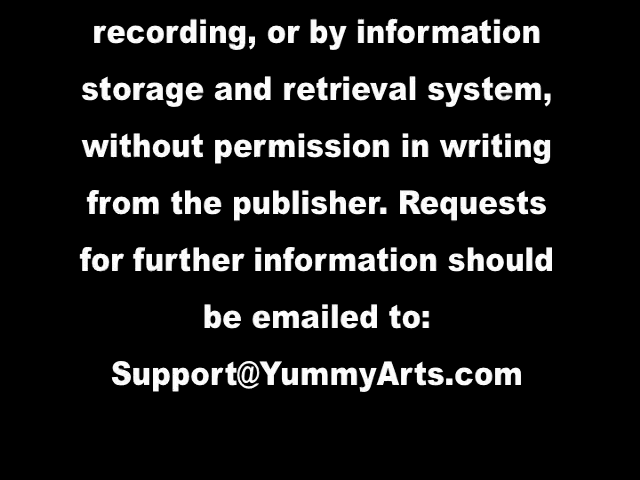 recording, or by information
storage and retrieval system,
without permission in writing
from the publisher. Requests
for further information should
be emailed to:
Support@YummyArts.com